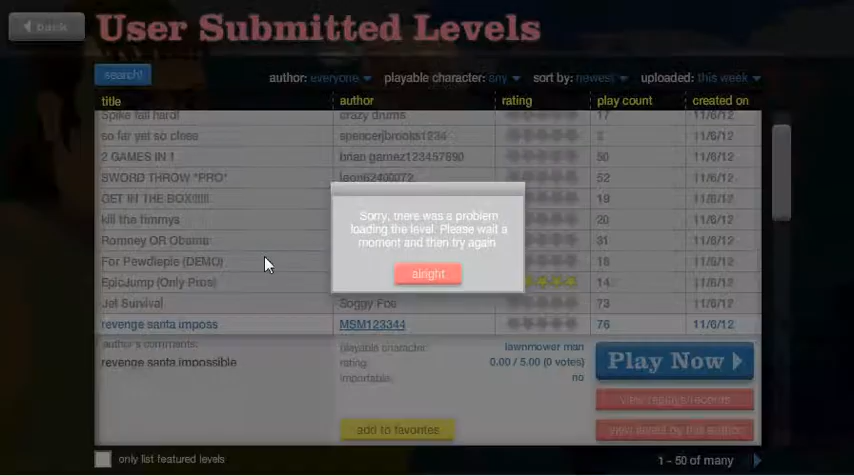 back
User Submitted Levels
search!
author: everyone playable character: any sort by: newest uploaded: this week
title author rating play count created on
Spike fall hard! crazy drums 17 11/6/12
so far yet so close spencerjbrooks1234 11/6/12
2 GAMES IN 1 brian gamez123457890 50 11/6/12
SWORD THROW *PRO* leon62400072 52 11/6/12
GET IN THE BOX!!!!!! 19 11/6/12
kill the timmys 20 11/6/12
Romney OR Obama 31 11/6/12
For Pewdiepie (DEMO) 18 11/6/12
EpicJump (Only Pros) 14 11/6/12
Jet Survival Soggy Foe 73 11/6/12
revenge santa imposs MSM123344 76 11/6/12
Sorry, there was a problem
loading the level. Please wait a
moment and then try again
alright
author's comments:
revenge santa impossible
playable character: lawnmower man
rating: 0.00 / 5.00 (0 votes)
importable: no
add to favorites
Play Now
view replays/records
view more by this author
only list featured levels
1 - 50 of many